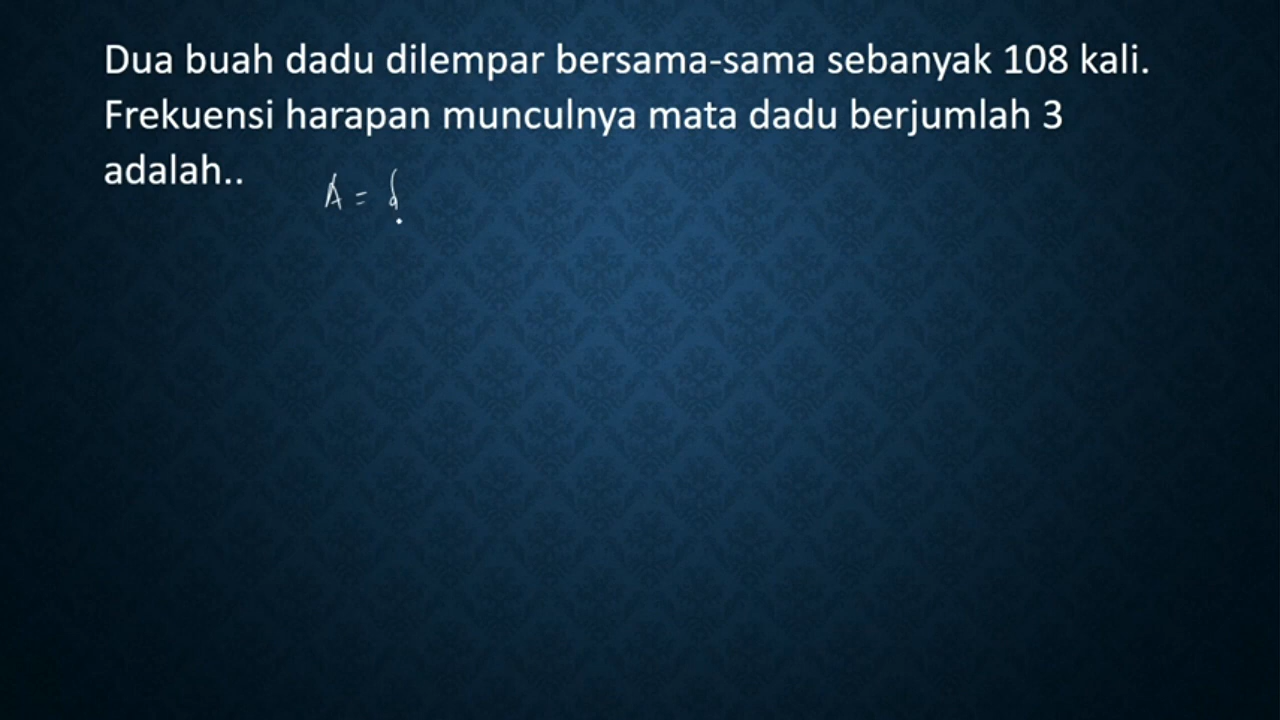 Dua buah dadu dilempar bersama-sama sebanyak 108 kali.
Frekuensi harapan munculnya mata dadu berjumlah 3
adalah..
A = {